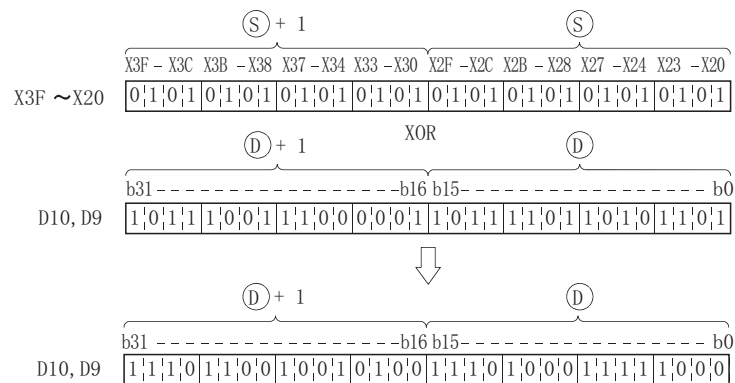 Ⓢ + 1 Ⓢ
X3F - X3C X3B - X38 X37 - X34 X33 - X30 X2F - X2C X2B - X28 X27 - X24 X23 - X20
X3F ~X20 0 1 0 1 0 1 0 1 0 1 0 1 0 1 0 1 0 1 0 1 0 1 0 1 0 1 0 1 0 1 0 1
XOR
Ⓓ + 1 Ⓓ
b31 - - - - - - - - - - - - - - - - - -b16 b15- - - - - - - - - - - - - - - - - - - b0
D10, D9 1 0 1 1 1 0 0 1 1 1 0 0 0 0 0 1 1 0 1 1 1 1 0 1 1 0 1 0 1 1 0 1
Ⓓ + 1 Ⓓ
b31 - - - - - - - - - - - - - - - - - -b16 b15- - - - - - - - - - - - - - - - - - - b0
D10, D9 1 1 1 0 1 1 0 0 1 0 0 1 0 1 0 0 1 1 1 0 1 0 0 0 1 1 1 1 1 0 0 0